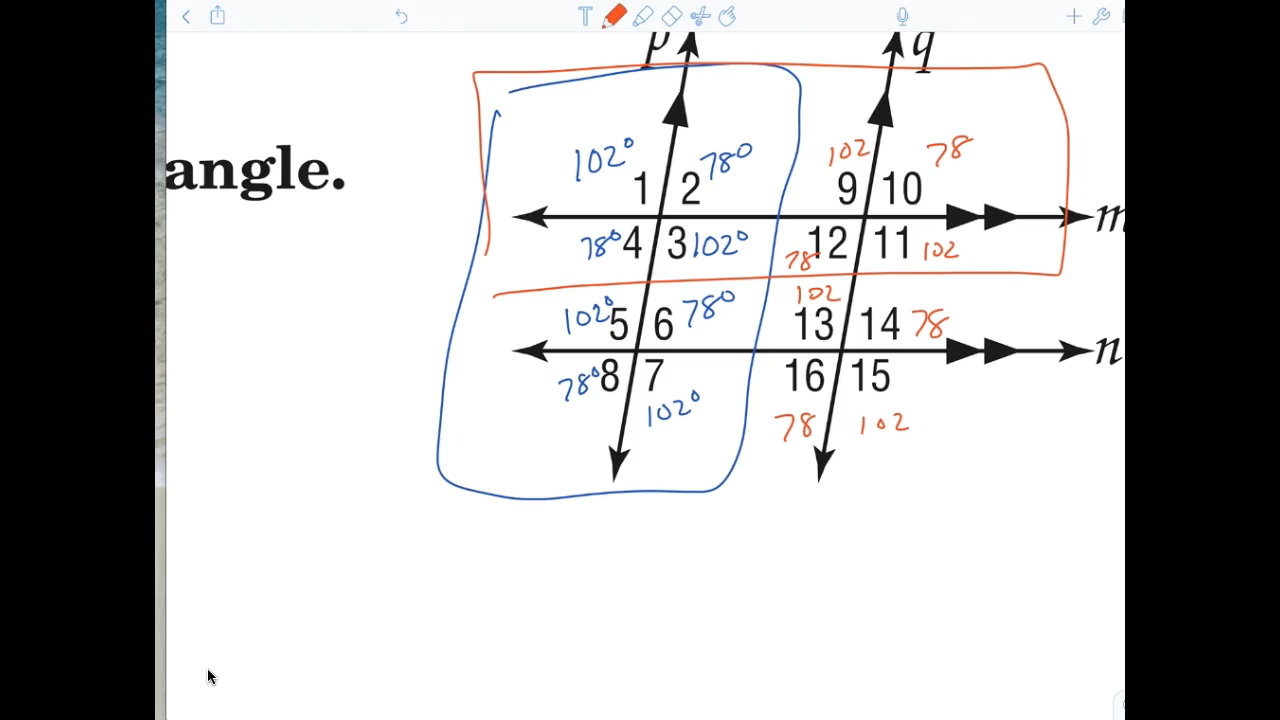 p q
angle.
102° 78° 102 78
1 2 9 10
m
78° 4 3 102° 78 12 11 102
102° 5 6 78° 102 13 14 78
n
78° 8 7 16 15
102° 78 102